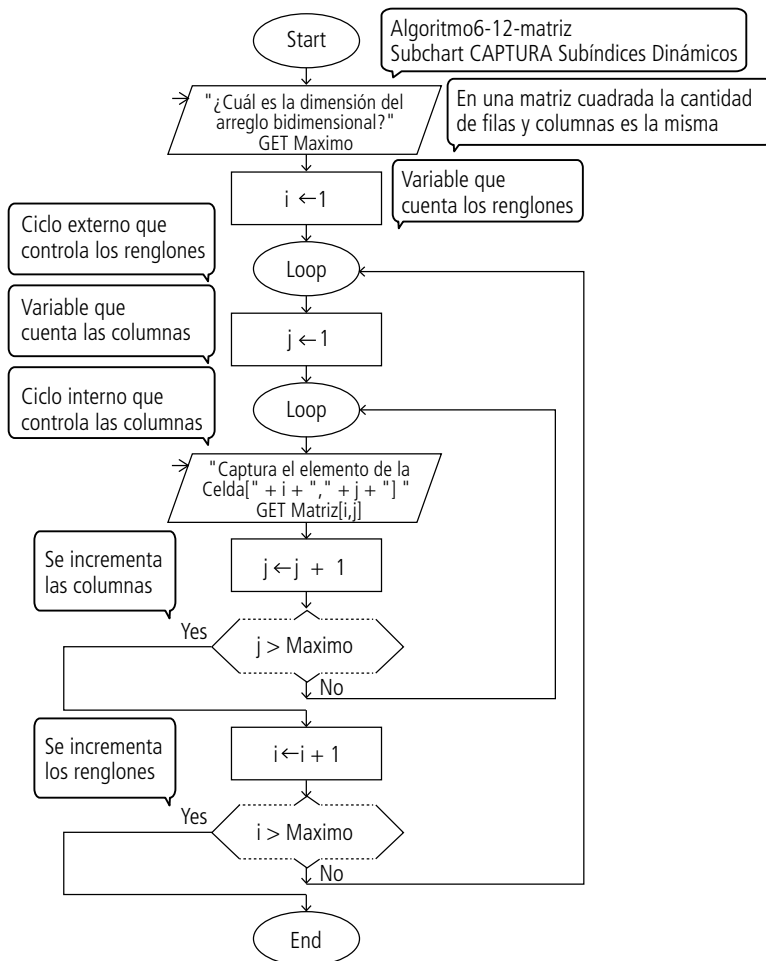 Start
Algoritmo6-12-matriz
Subchart CAPTURA Subíndices Dinámicos
"¿Cuál es la dimensión del
arreglo bidimensional?"
GET Maximo
En una matriz cuadrada la cantidad
de filas y columnas es la misma
i ←1
Variable que
cuenta los renglones
Ciclo externo que
controla los renglones
Loop
Variable que
cuenta las columnas
j ←1
Ciclo interno que
controla las columnas
Loop
"Captura el elemento de la
Celda[" + i + "," + j + "] "
GET Matriz[i,j]
Se incrementa
las columnas
j ←j + 1
Yes
j > Maximo
No
Se incrementa
los renglones
i←i + 1
Yes
i > Maximo
No
End